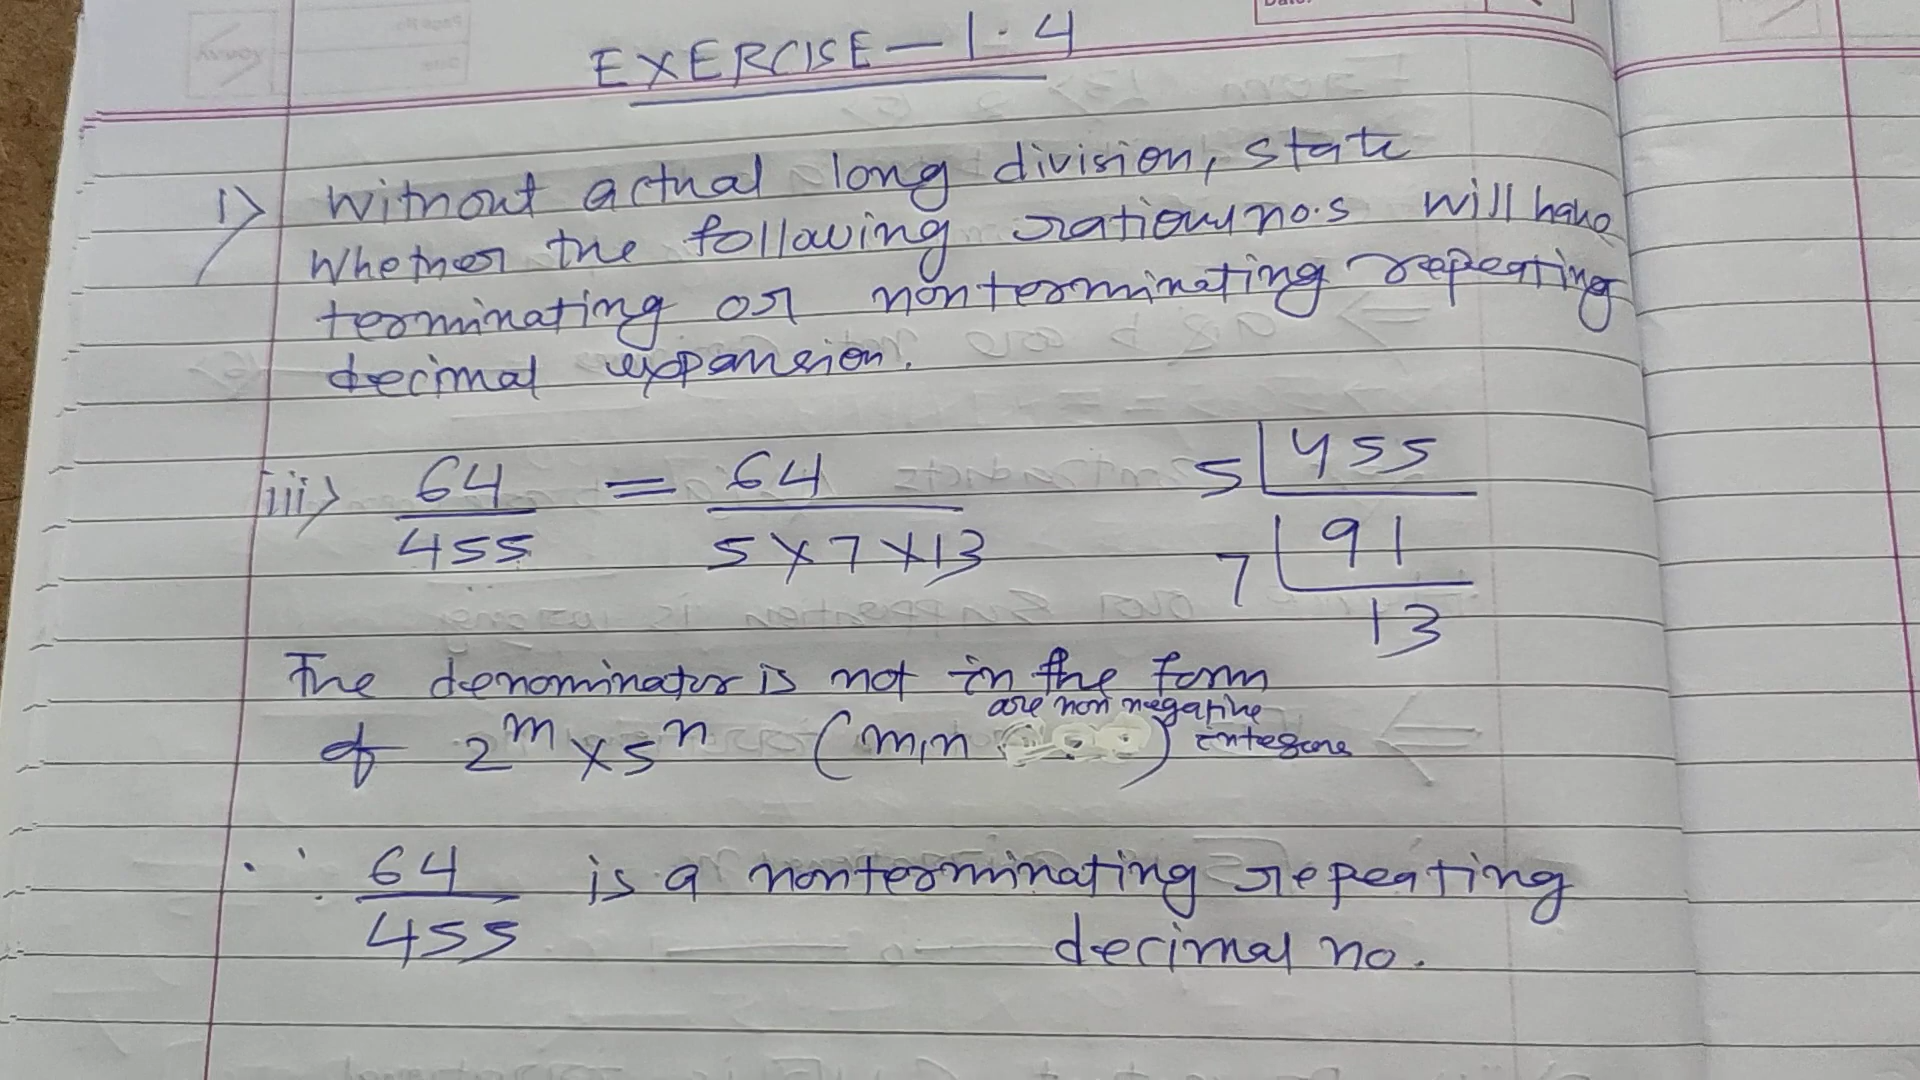 EXERCISE - 1.4
1) Without actual long division, state
whether the following rational no.s will have
terminating or nonterminating repeating
decimal expansion.
iii) 64 = 64 5 | 455
455 5 x 7 x 13 7 | 91
13
The denominator is not in the form
are non negative
of 2^m x 5^n (m,n ) integers
∴ 64 is a nonterminating repeating
455 decimal no.